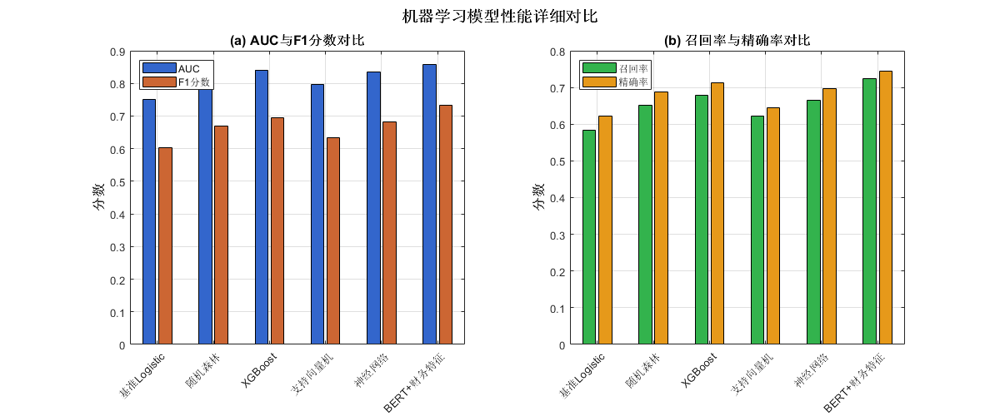 机器学习模型性能详细对比
(a) AUC与F1分数对比
0.9
0.8
0.7
0.6
0.5
0.4
0.3
0.2
0.1
0
分数
AUC
F1分数
基准Logistic
随机森林
XGBoost
支持向量机
神经网络
BERT+财务特征
(b) 召回率与精确率对比
0.8
0.7
0.6
0.5
0.4
0.3
0.2
0.1
0
分数
召回率
精确率
基准Logistic
随机森林
XGBoost
支持向量机
神经网络
BERT+财务特征